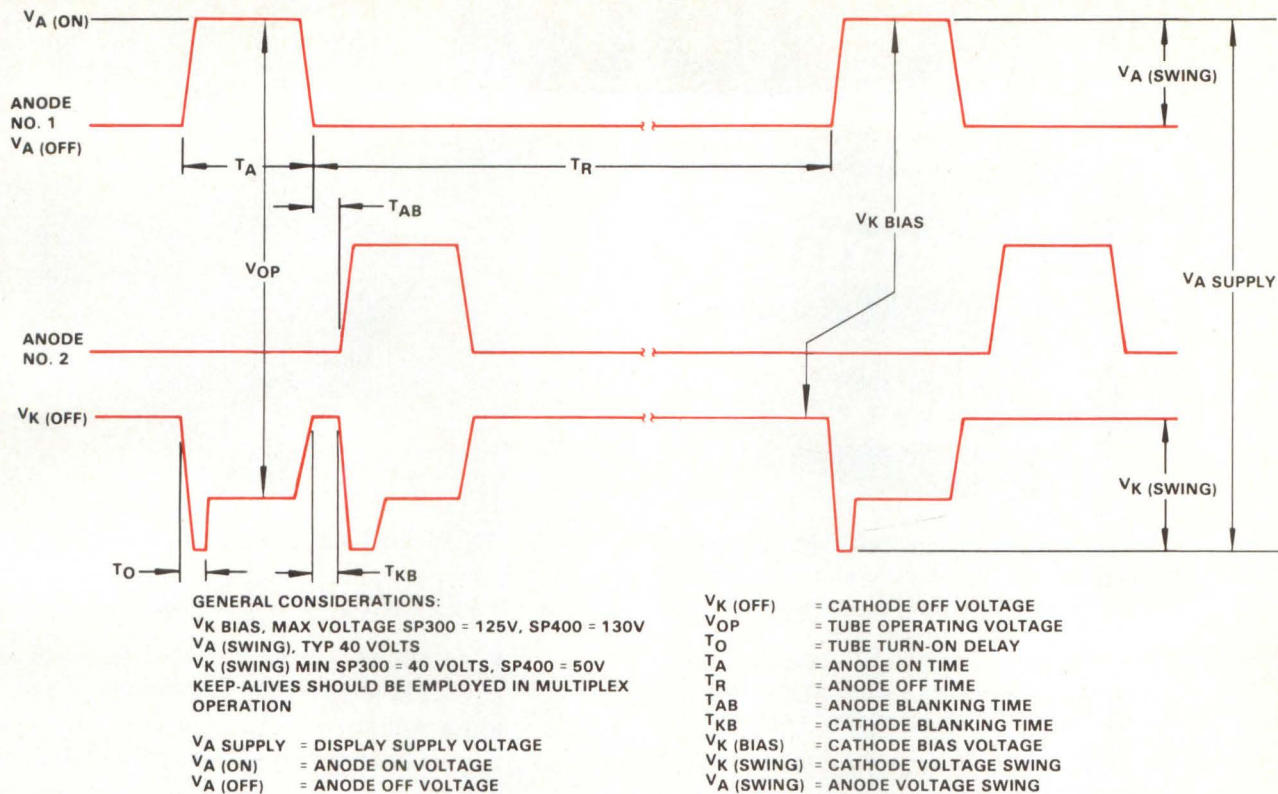 VA (ON)
VA (SWING)
ANODE
NO. 1
VA (OFF)
TA
TR
TAB
VK BIAS
VOP
VA SUPPLY
ANODE
NO. 2
VK (OFF)
VK (SWING)
TO
TKB
GENERAL CONSIDERATIONS:
VK BIAS, MAX VOLTAGE SP300 = 125V, SP400 = 130V
VA (SWING), TYP 40 VOLTS
VK (SWING) MIN SP300 = 40 VOLTS, SP400 = 50V
KEEP-ALIVES SHOULD BE EMPLOYED IN MULTIPLEX
OPERATION
VA SUPPLY = DISPLAY SUPPLY VOLTAGE
VA (ON) = ANODE ON VOLTAGE
VA (OFF) = ANODE OFF VOLTAGE
VK (OFF) = CATHODE OFF VOLTAGE
VOP = TUBE OPERATING VOLTAGE
TO = TUBE TURN-ON DELAY
TA = ANODE ON TIME
TR = ANODE OFF TIME
TAB = ANODE BLANKING TIME
TKB = CATHODE BLANKING TIME
VK (BIAS) = CATHODE BIAS VOLTAGE
VK (SWING) = CATHODE VOLTAGE SWING
VA (SWING) = ANODE VOLTAGE SWING